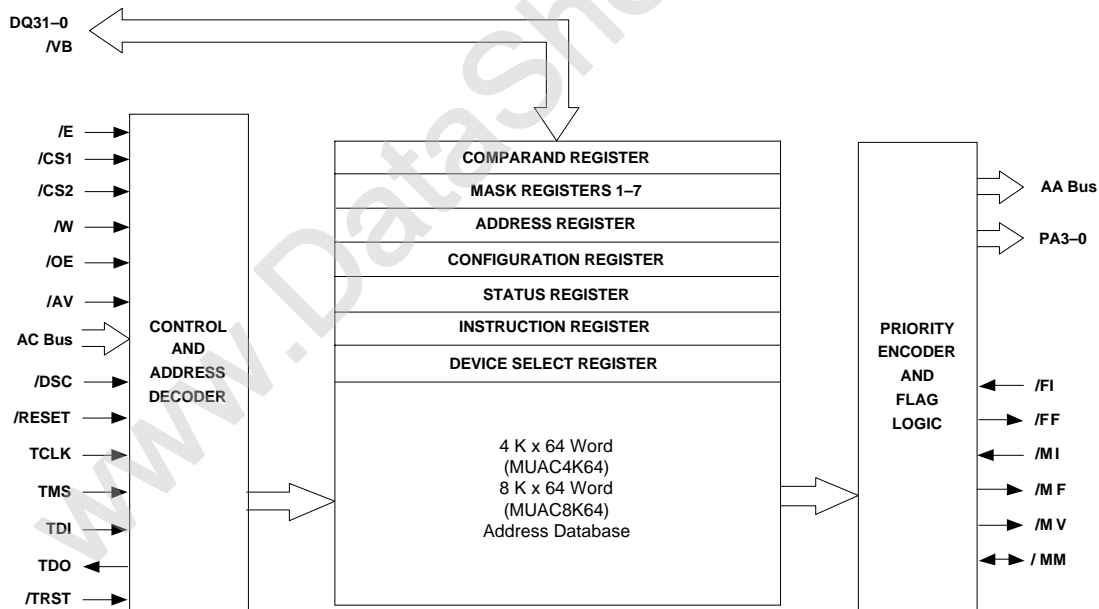 DQ31–0
/VB
/E
/CS1
/CS2
/W
/OE
/AV
AC Bus
/DSC
/RESET
TCLK
TMS
TDI
TDO
/TRST
CONTROL
AND
ADDRESS
DECODER
COMPARAND REGISTER
MASK REGISTERS 1–7
ADDRESS REGISTER
CONFIGURATION REGISTER
STATUS REGISTER
INSTRUCTION REGISTER
DEVICE SELECT REGISTER
4 K x 64 Word
(MUAC4K64)
8 K x 64 Word
(MUAC8K64)
Address Database
PRIORITY
ENCODER
AND
FLAG
LOGIC
AA Bus
PA3–0
/FI
/FF
/MI
/MF
/MV
/MM
www.DataShe